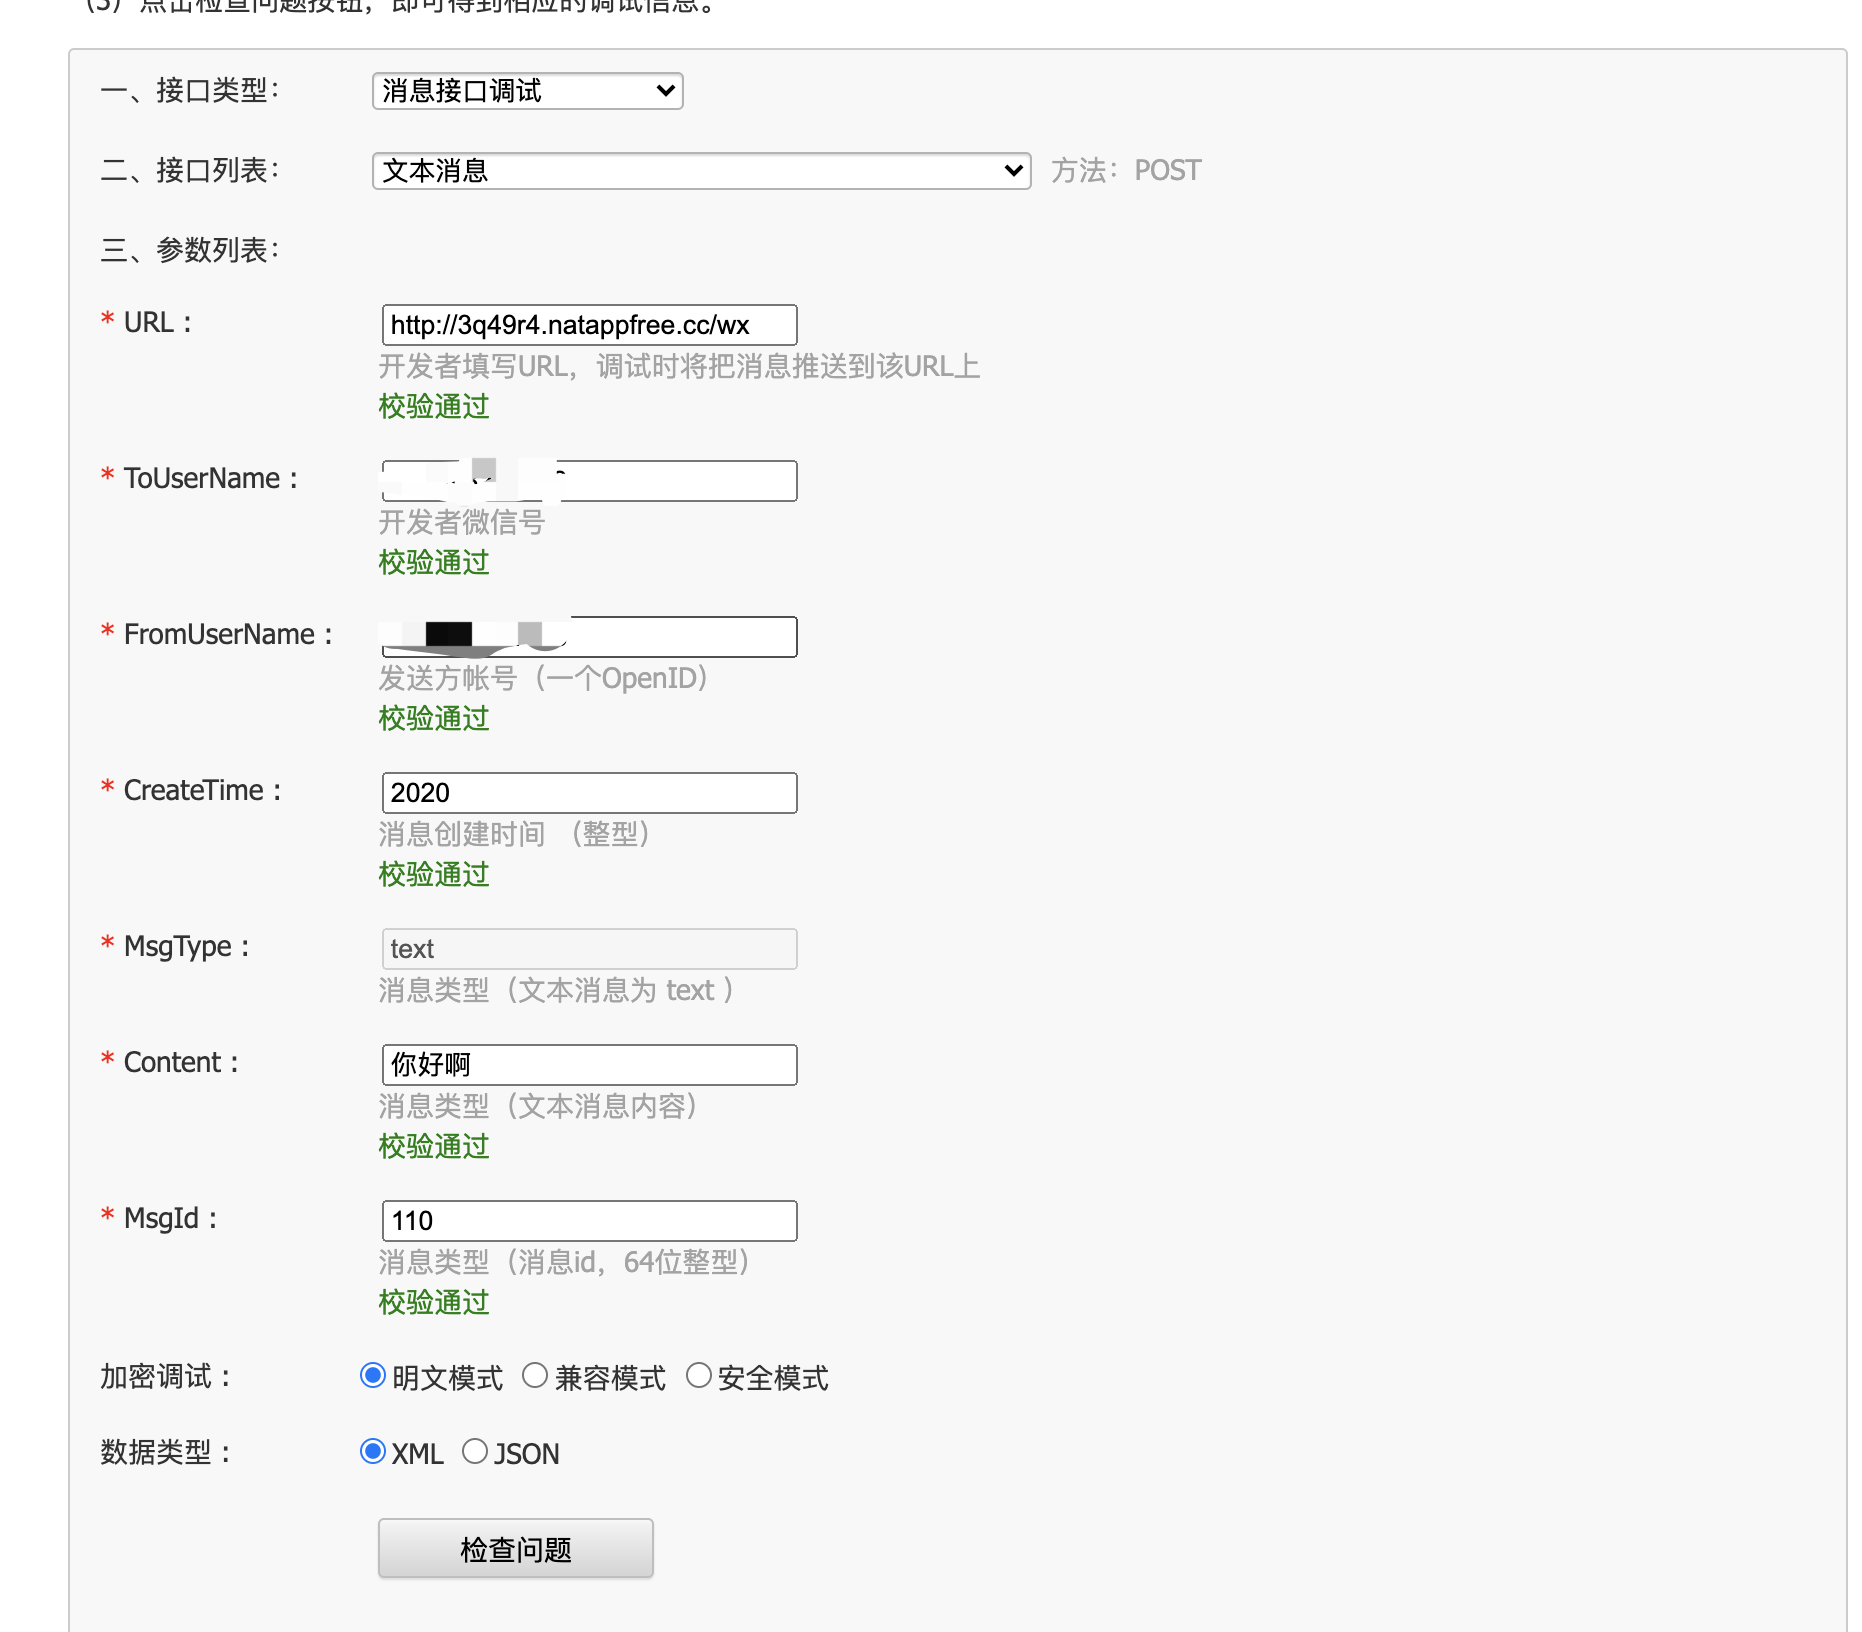 (3) 点击检查问题按钮，即可得到相应的调试信息。
一、接口类型：
消息接口调试
二、接口列表：
文本消息
方法：POST
三、参数列表：
* URL：
http://3q49r4.natappfree.cc/wx
开发者填写URL，调试时将把消息推送到该URL上
校验通过
* ToUserName：
开发者微信号
校验通过
* FromUserName：
发送方帐号（一个OpenID）
校验通过
* CreateTime：
2020
消息创建时间 （整型）
校验通过
* MsgType：
text
消息类型（文本消息为 text ）
* Content：
你好啊
消息类型（文本消息内容）
校验通过
* MsgId：
110
消息类型（消息id，64位整型）
校验通过
加密调试：
明文模式 兼容模式 安全模式
数据类型：
XML JSON
检查问题